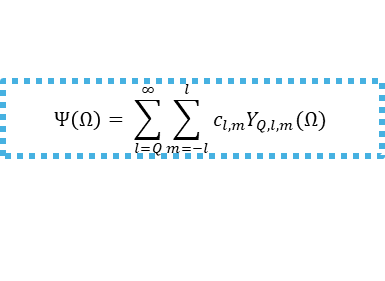 Ψ(Ω) = ∑_{l=Q}^{∞} ∑_{m=−l}^{l} c_{l,m} Y_{Q,l,m}(Ω)